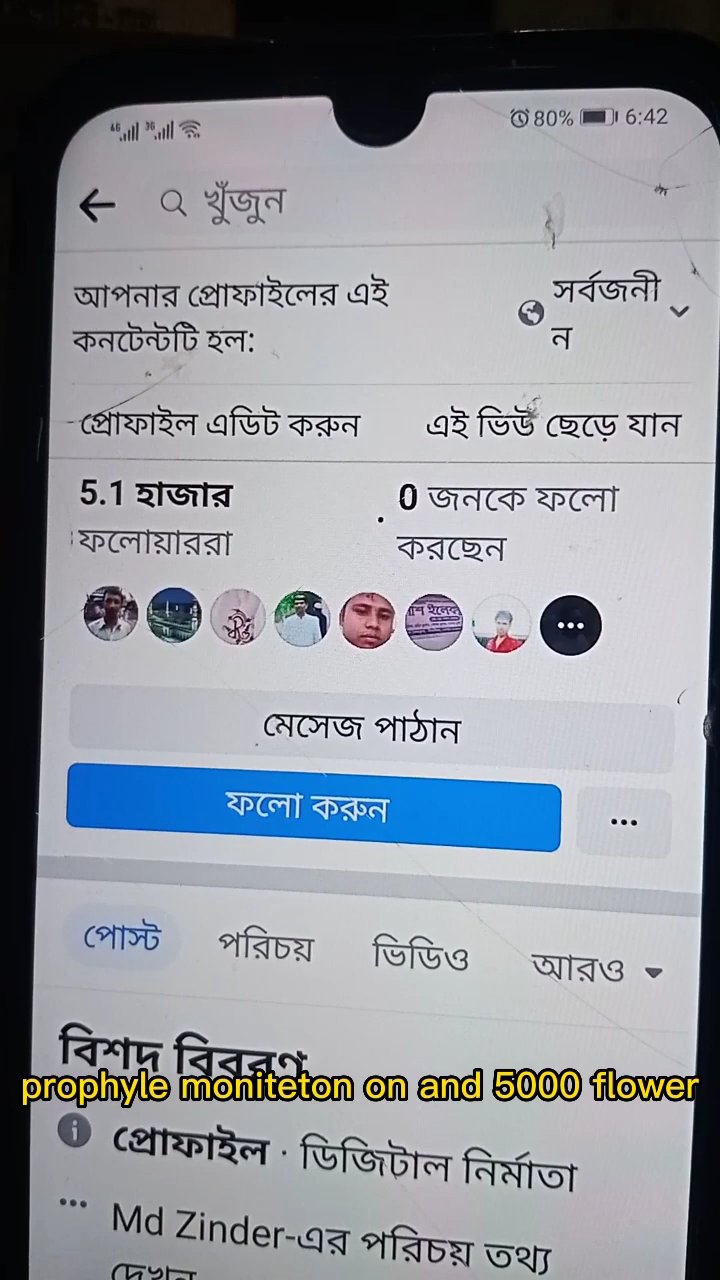 4G 3G 80% 6:42
খুঁজুন
আপনার প্রোফাইলের এই
কনটেন্টটি হল:
সর্বজনী
ন
প্রোফাইল এডিট করুন এই ভিউ ছেড়ে যান
5.1 হাজার
ফলোয়াররা
0 জনকে ফলো
করছেন
মেসেজ পাঠান
ফলো করুন
পোস্ট পরিচয় ভিডিও আরও
বিশদ বিবরণ
prophyle moniteton on and 5000 flower
প্রোফাইল · ডিজিটাল নির্মাতা
Md Zinder-এর পরিচয় তথ্য
দেখুন